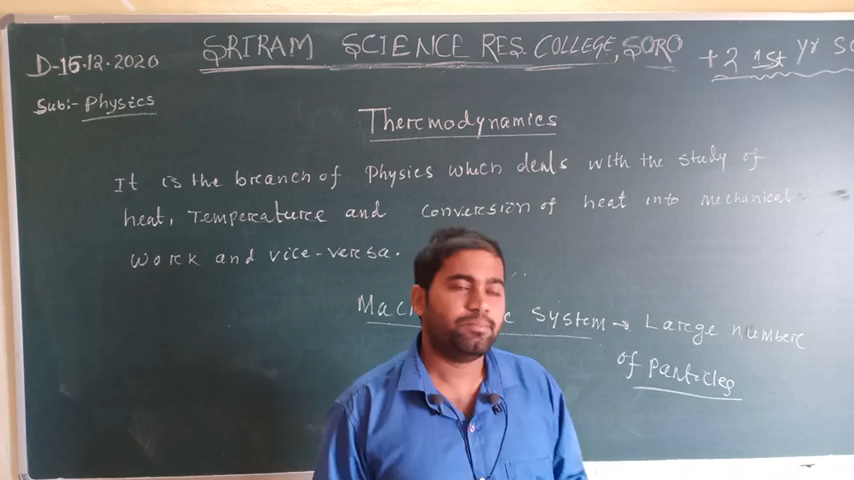 D-15.12.2020 SRIRAM SCIENCE RES. COLLEGE, SORO +2 1st yr
Sub:- Physics
Thermodynamics
It is the branch of Physics which deals with the study of
heat, Temperature and conversion of heat into mechanical
work and vice-versa.
System → Large number
of particles